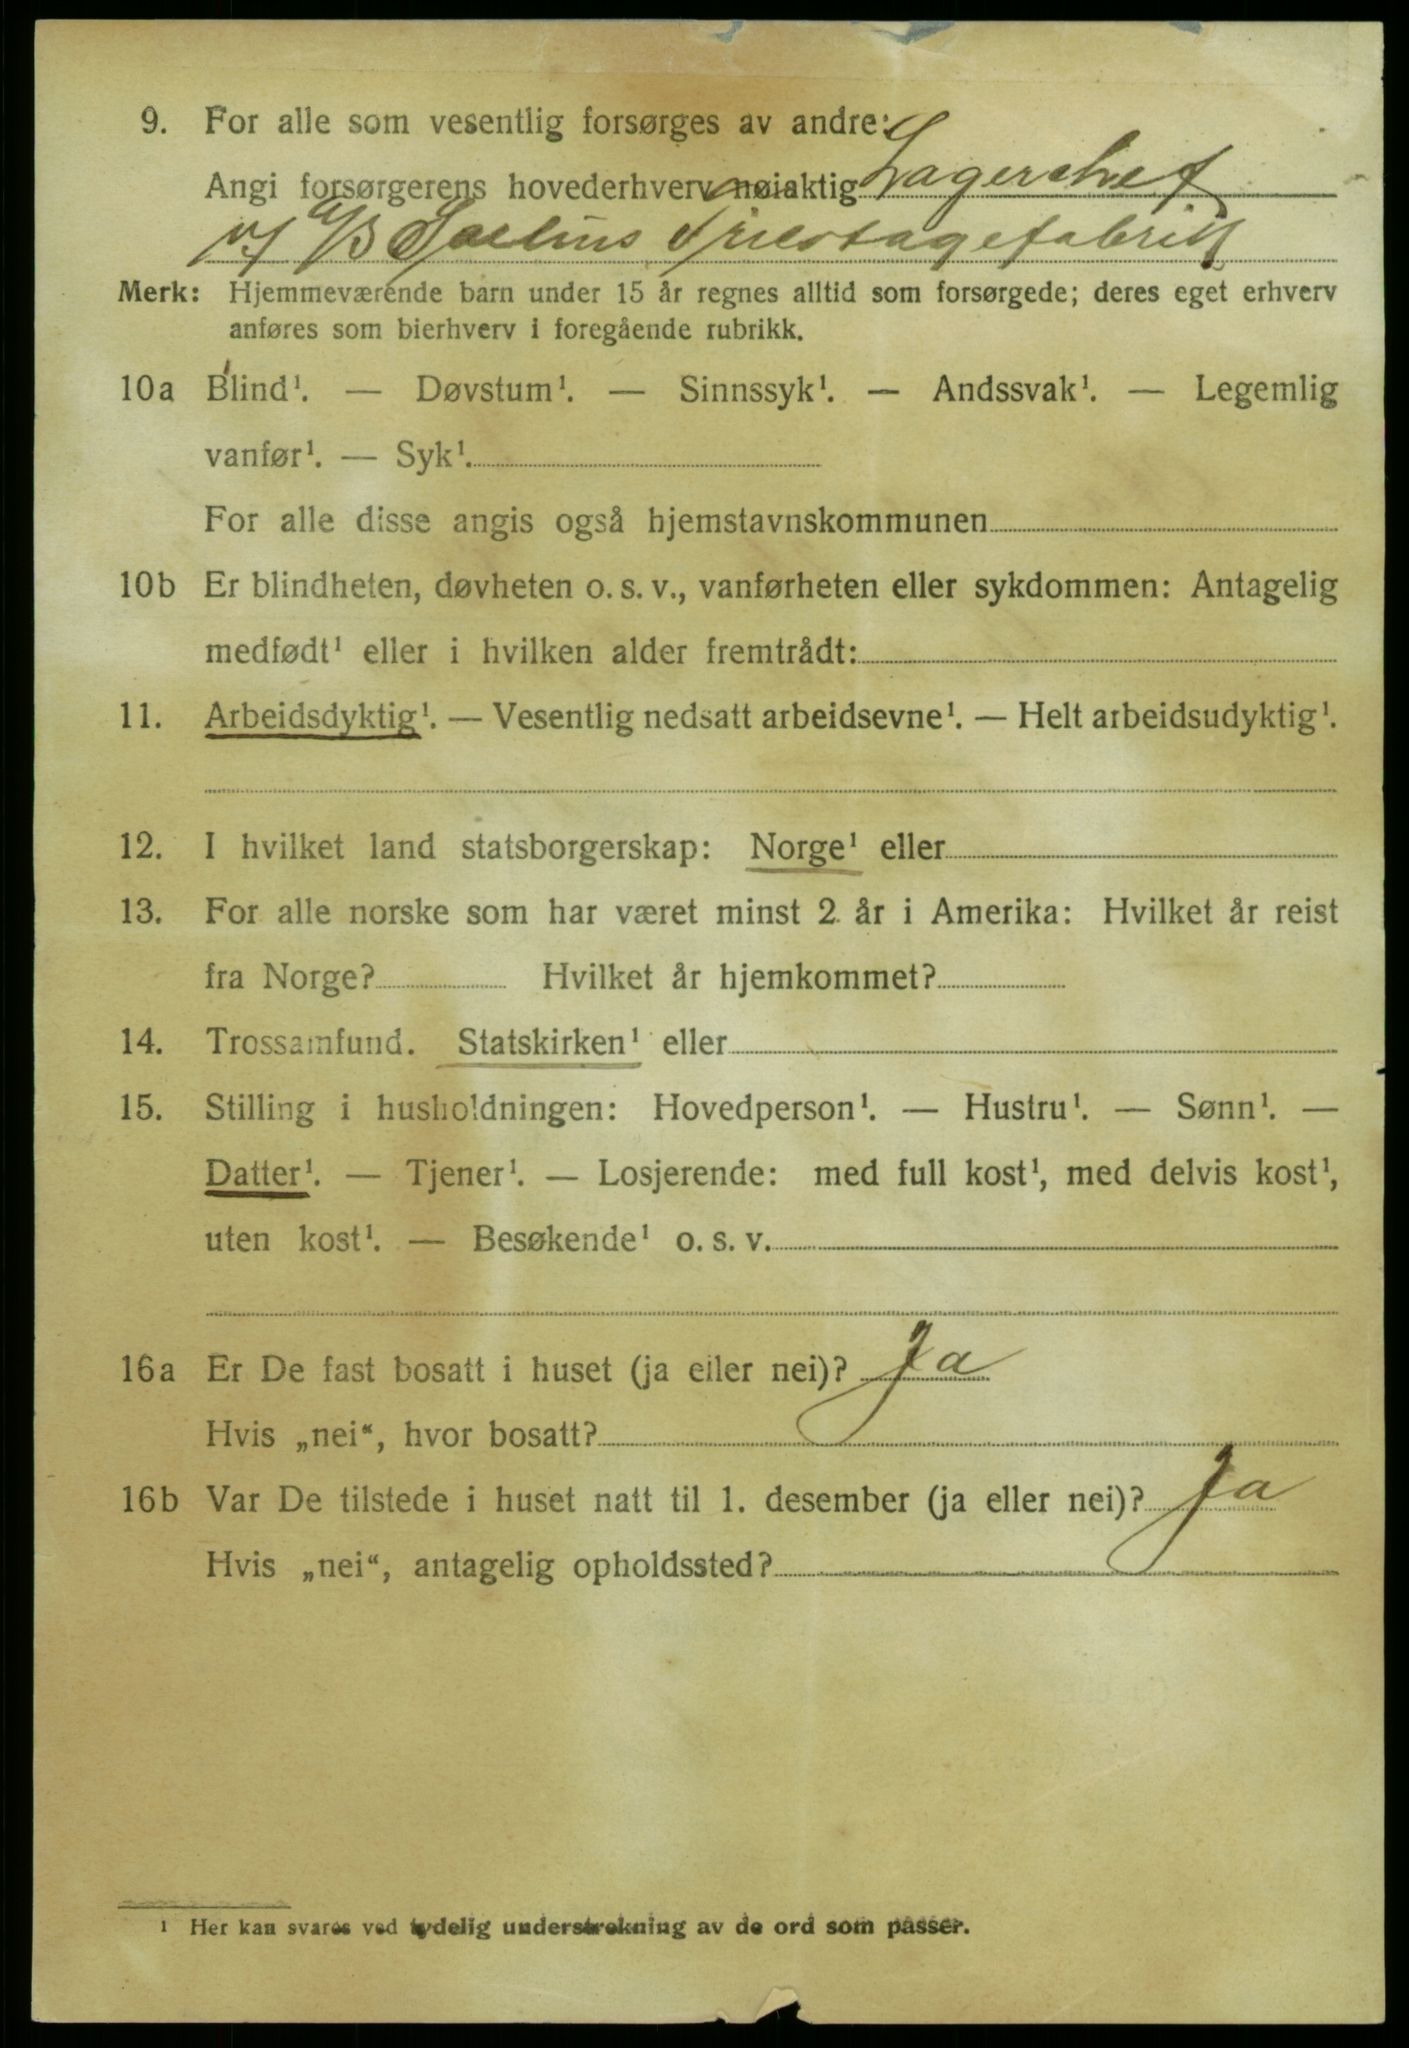 9. For alle som vesentlig forsørges av andre:
Angi forsørgerens hovederhverv nøiaktig Lagerchef
v/ A/B Salus Tricotagefabrik
Merk: Hjemmeværende barn under 15 år regnes alltid som forsørgede; deres eget erhverv
anføres som bierhverv i foregående rubrikk.
10a Blind¹. — Døvstum¹. — Sinnssyk¹. — Andssvak¹. — Legemlig
vanfør¹. — Syk¹.
For alle disse angis også hjemstavnskommunen
10b Er blindheten, døvheten o. s. v., vanførheten eller sykdommen: Antagelig
medfødt¹ eller i hvilken alder fremtrådt:
11. Arbeidsdyktig¹. — Vesentlig nedsatt arbeidsevne¹. — Helt arbeidsudyktig¹.
12. I hvilket land statsborgerskap: Norge¹ eller
13. For alle norske som har været minst 2 år i Amerika: Hvilket år reist
fra Norge? Hvilket år hjemkommet?
14. Trossamfund. Statskirken¹ eller
15. Stilling i husholdningen: Hovedperson¹. — Hustru¹. — Sønn¹. —
Datter¹. — Tjener¹. — Losjerende: med full kost¹, med delvis kost¹,
uten kost¹. — Besøkende¹ o. s. v.
16a Er De fast bosatt i huset (ja eller nei)? Ja
Hvis „nei“, hvor bosatt?
16b Var De tilstede i huset natt til 1. desember (ja eller nei)? Ja
Hvis „nei“, antagelig opholdssted?
¹ Her kan svares ved tydelig understrekning av de ord som passer.